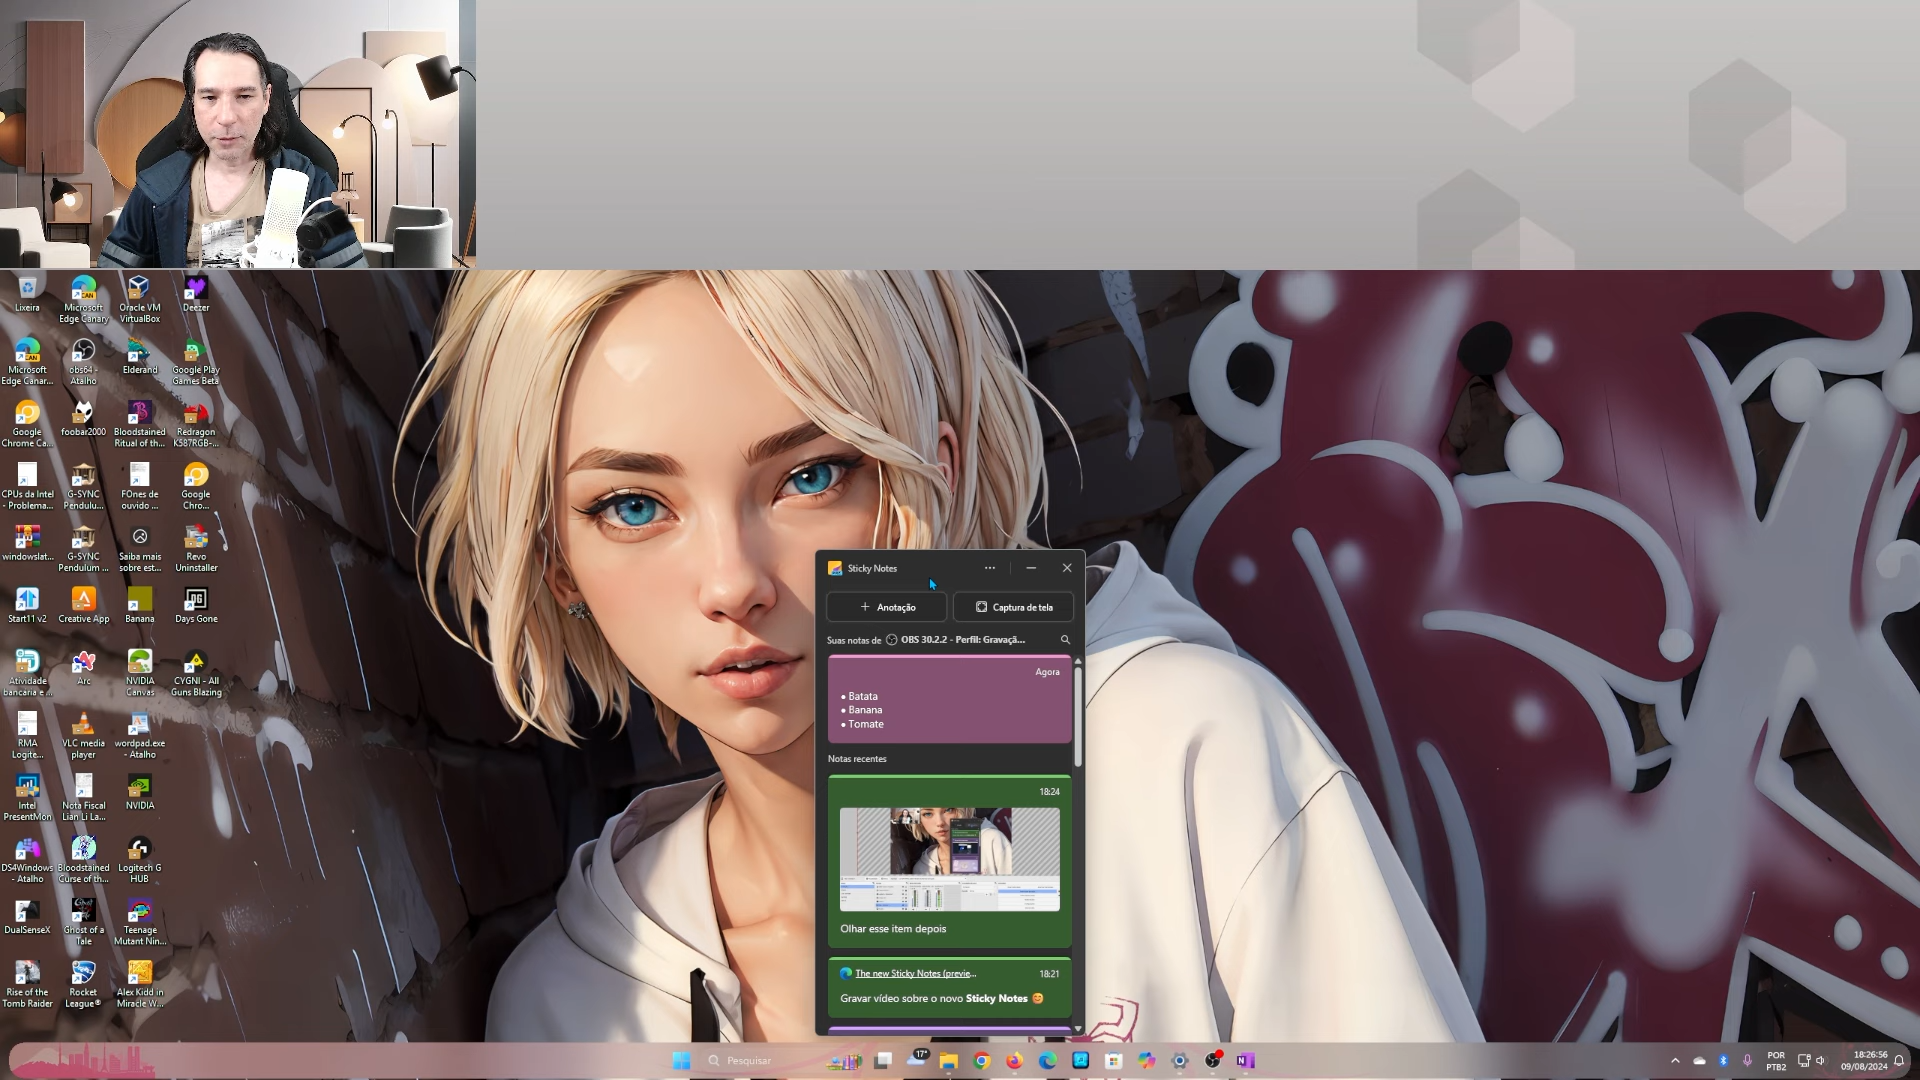 Lixeira
Microsoft
Edge Canary
Oracle VM
VirtualBox
Deezer
Microsoft
Edge Canar...
obs64 -
Atalho
Elderand
Google Play
Games Beta
Google
Chrome Ca...
foobar2000
Bloodstained
Ritual of th...
Redragon
K587RGB-...
CPUs da Intel
- Problema...
G-SYNC
Pendulu...
FOnes de
ouvido ...
Google
Chro...
windowslat...
G-SYNC
Pendulum ...
Saiba mais
sobre est...
Revo
Uninstaller
Start11 v2
Creative App
Banana
Days Gone
Atividade
bancária e ...
Arc
NVIDIA
Canvas
CYGNI - All
Guns Blazing
RMA
Logite...
VLC media
player
wordpad.exe
- Atalho
Intel
PresentMon
Nota Fiscal
Lian Li La...
NVIDIA
DS4Windows
- Atalho
Bloodstained
Curse of th...
Logitech G
HUB
DualSenseX
Ghost of a
Tale
Teenage
Mutant Nin...
Rise of the
Tomb Raider
Rocket
League®
Alex Kidd in
Miracle W...
Sticky Notes
Anotação
Captura de tela
Suas notas de OBS 30.2.2 - Perfil: Gravaçã...
Agora
• Batata
• Banana
• Tomate
Notas recentes
18:24
Olhar esse item depois
The new Sticky Notes (previe...
18:21
Gravar vídeo sobre o novo Sticky Notes
Pesquisar
17°
POR
PTB2
18:26:56
09/08/2024